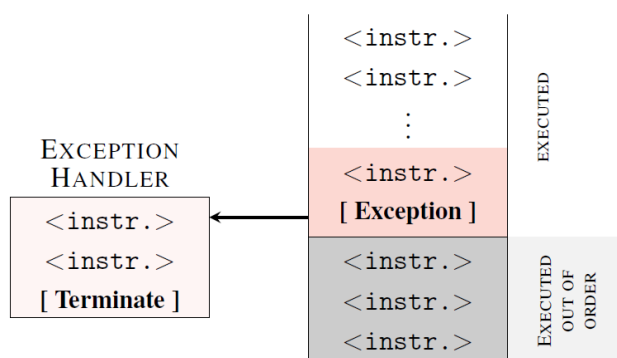 <instr.>
<instr.>
⋮
EXECUTED
EXCEPTION
HANDLER
<instr.>
[ Exception ]
<instr.>
<instr.>
[ Terminate ]
<instr.>
<instr.>
<instr.>
EXECUTED
OUT OF
ORDER